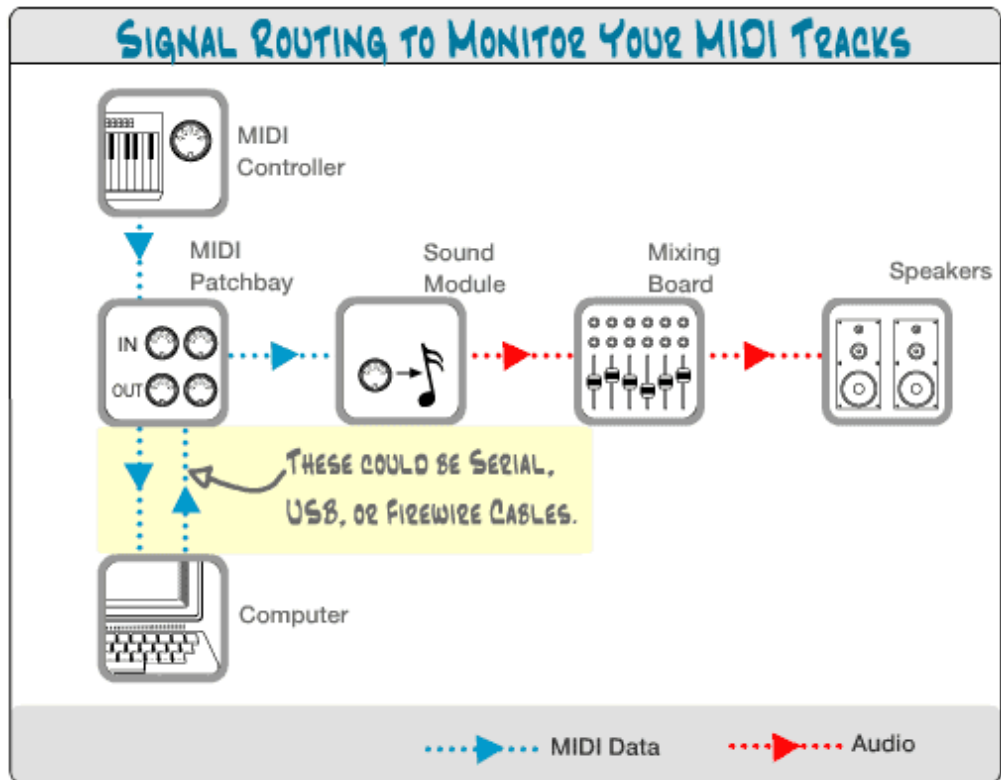 SIGNAL ROUTING TO MONITOR YOUR MIDI TRACKS
MIDI
Controller
MIDI
Patchbay
Sound
Module
Mixing
Board
Speakers
IN
OUT
THESE COULD BE SERIAL,
USB, OR FIREWIRE CABLES.
Computer
MIDI Data
Audio